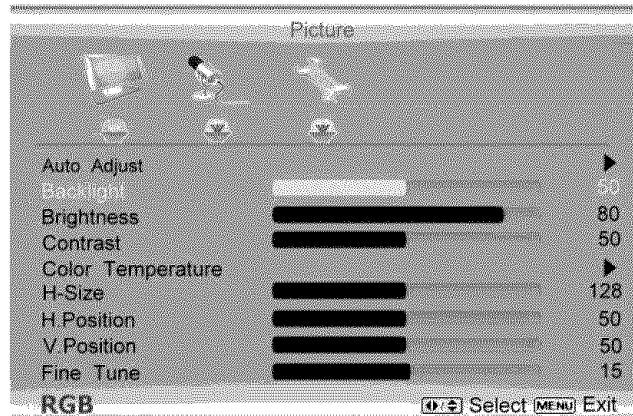 Picture
Auto Adjust
Backlight 50
Brightness 80
Contrast 50
Color Temperature
H-Size 128
H.Position 50
V.Position 50
Fine Tune 15
RGB Select MENU Exit